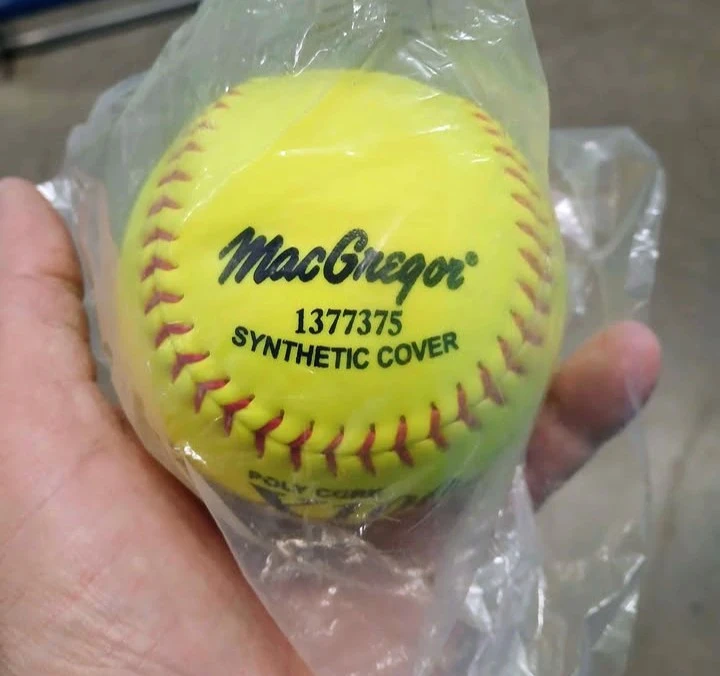 MacGregor®
1377375
SYNTHETIC COVER
POLY CORE